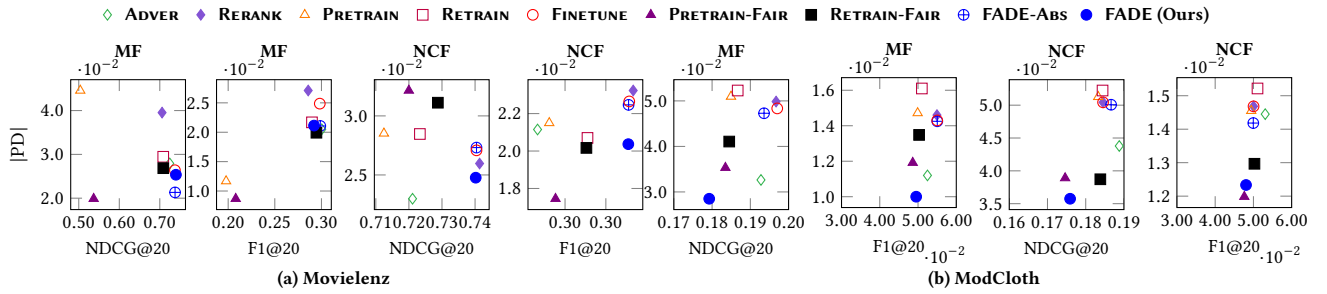 ADVER RERANK PRETRAIN RETRAIN FINETUNE PRETRAIN-FAIR RETRAIN-FAIR FADE-ABS FADE (Ours)
MF MF NCF NCF MF MF NCF NCF
·10⁻² ·10⁻² ·10⁻² ·10⁻² ·10⁻² ·10⁻² ·10⁻² ·10⁻²
|PD|
4.0 3.0 2.0
0.50 0.60 0.70
NDCG@20
2.5 2.0 1.5 1.0
0.20 0.30
F1@20
3.0 2.5
0.71 0.72 0.73 0.74
NDCG@20
2.2 2.0 1.8
0.30 0.30
F1@20
5.0 4.0 3.0
0.17 0.18 0.19 0.20
NDCG@20
1.6 1.4 1.2 1.0
3.00 4.00 5.00 6.00
F1@20 ·10⁻²
5.0 4.5 4.0 3.5
0.16 0.17 0.18 0.19
NDCG@20
1.5 1.4 1.3 1.2
3.00 4.00 5.00 6.00
F1@20 ·10⁻²
(a) Movielenz (b) ModCloth